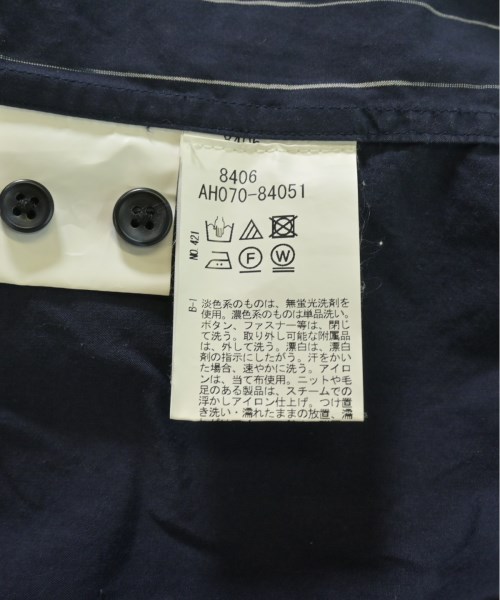 8406
AH070-84051
NO.421
F
W
B-1
淡色系のものは、無蛍光洗剤を
使用。濃色系のものは単品洗い。
ボタン、ファスナー等は、閉じ
て洗う。取り外し可能な附属品
は、外して洗う。漂白は、漂白
剤の指示にしたがう。汗をかい
た場合、速やかに洗う。アイロ
ンは、当て布使用。ニットや毛
足のある製品は、スチームでの
浮かしアイロン仕上げ。つけ置
き洗い・濡れたままの放置、濡